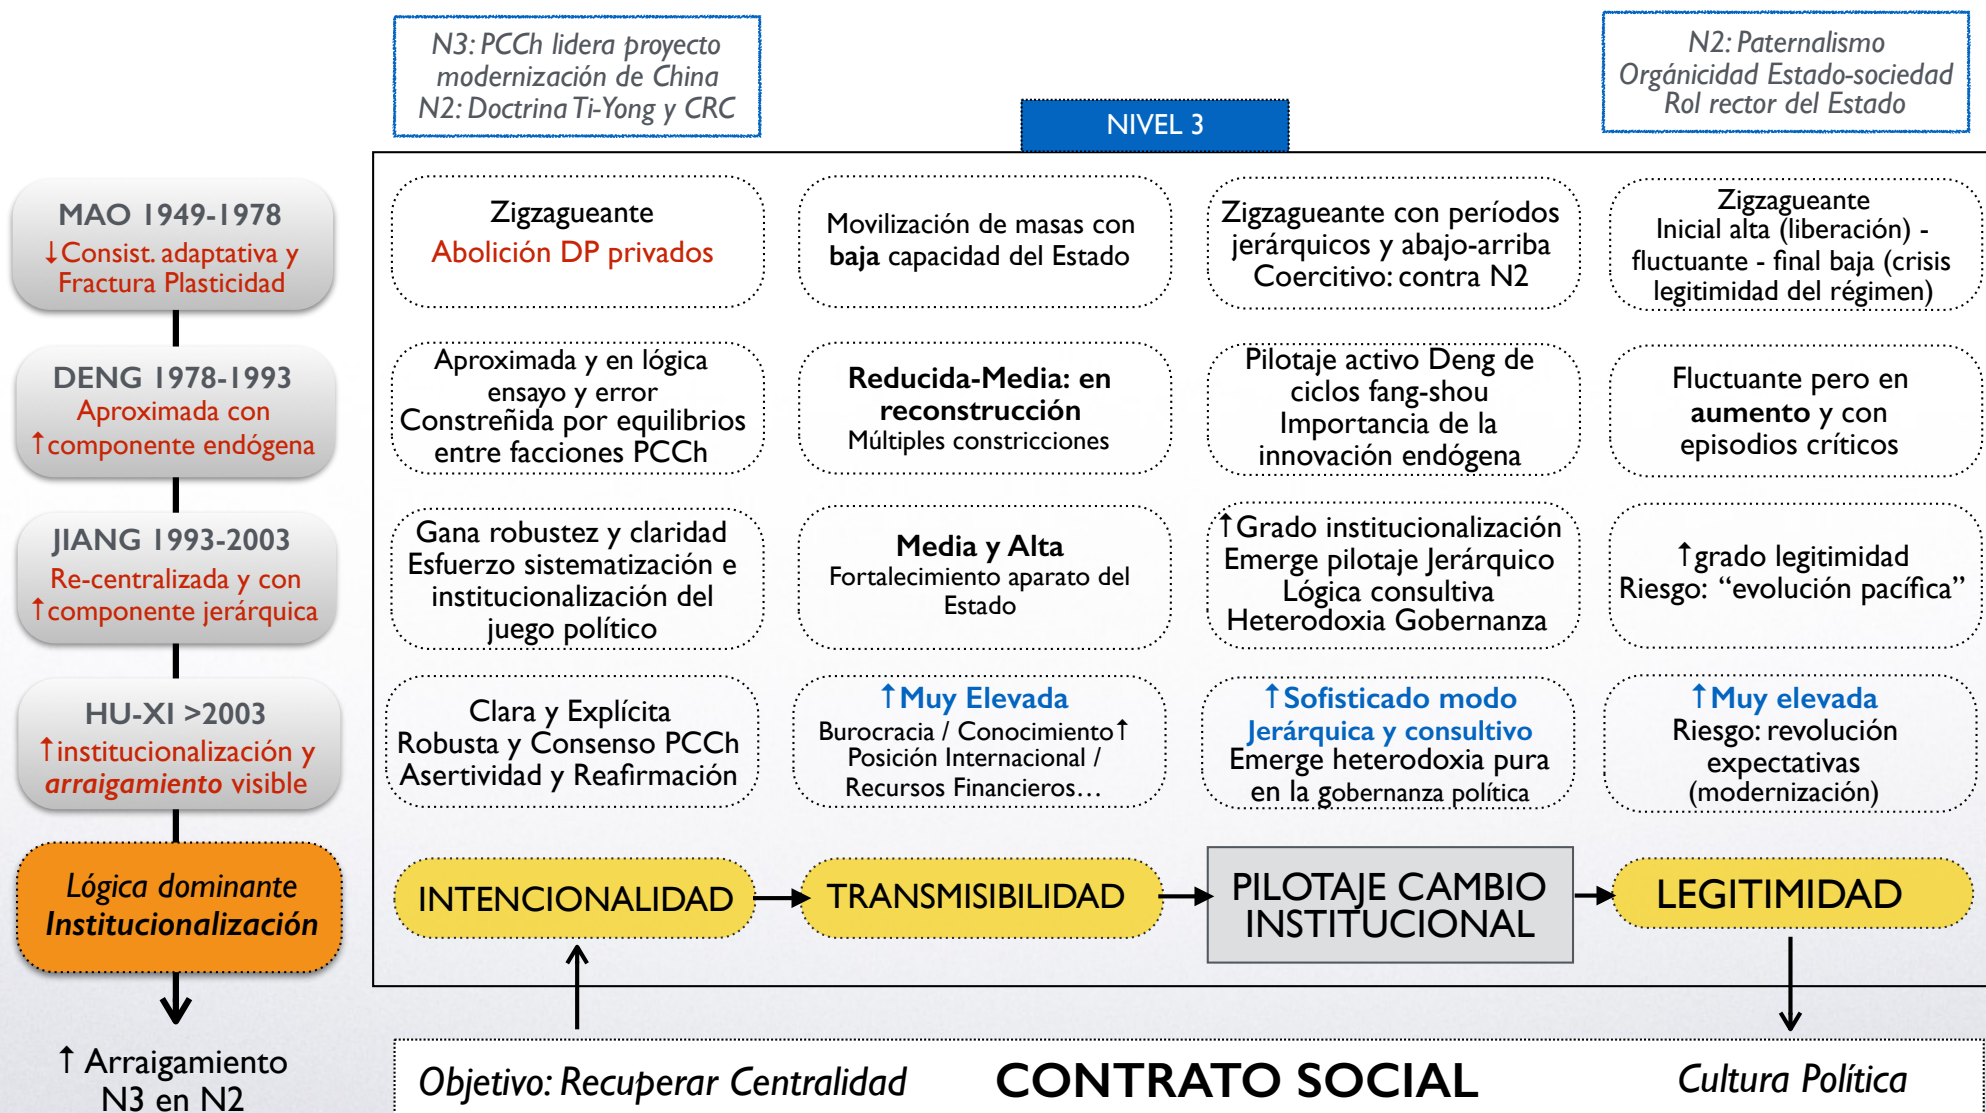 N3: PCCh lidera proyecto
modernización de China
N2: Doctrina Ti-Yong y CRC
N2: Paternalismo
Orgánicidad Estado-sociedad
Rol rector del Estado
NIVEL 3
MAO 1949-1978
↓Consist. adaptativa y
Fractura Plasticidad
Zigzagueante
Abolición DP privados
Movilización de masas con
baja capacidad del Estado
Zigzagueante con períodos
jerárquicos y abajo-arriba
Coercitivo: contra N2
Zigzagueante
Inicial alta (liberación) -
fluctuante - final baja (crisis
legitimidad del régimen)
DENG 1978-1993
Aproximada con
↑componente endógena
Aproximada y en lógica
ensayo y error
Constreñida por equilibrios
entre facciones PCCh
Reducida-Media: en
reconstrucción
Múltiples constricciones
Pilotaje activo Deng de
ciclos fang-shou
Importancia de la
innovación endógena
Fluctuante pero en
aumento y con
episodios críticos
JIANG 1993-2003
Re-centralizada y con
↑componente jerárquica
Gana robustez y claridad
Esfuerzo sistematización e
institucionalización del
juego político
Media y Alta
Fortalecimiento aparato del
Estado
↑Grado institucionalización
Emerge pilotaje Jerárquico
Lógica consultiva
Heterodoxia Gobernanza
↑grado legitimidad
Riesgo: “evolución pacífica”
HU-XI >2003
↑institucionalización y
arraigamiento visible
Clara y Explícita
Robusta y Consenso PCCh
Asertividad y Reafirmación
↑Muy Elevada
Burocracia / Conocimiento↑
Posición Internacional /
Recursos Financieros…
↑Sofisticado modo
Jerárquica y consultivo
Emerge heterodoxia pura
en la gobernanza política
↑Muy elevada
Riesgo: revolución
expectativas
(modernización)
Lógica dominante
Institucionalización
INTENCIONALIDAD
TRANSMISIBILIDAD
PILOTAJE CAMBIO
INSTITUCIONAL
LEGITIMIDAD
↑ Arraigamiento
N3 en N2
Objetivo: Recuperar Centralidad
CONTRATO SOCIAL
Cultura Política